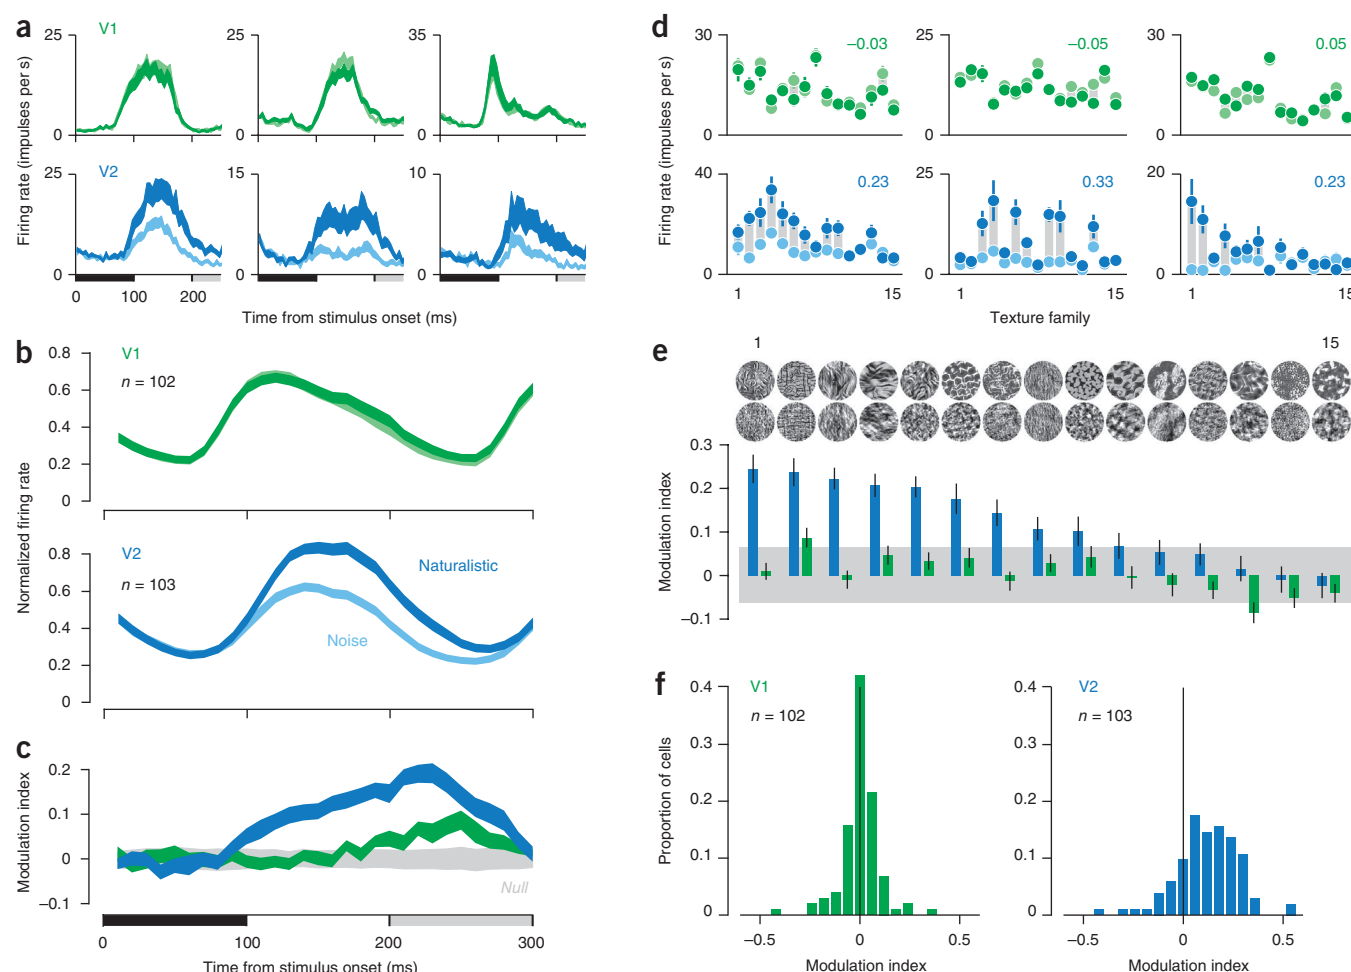 a
V1
25
25
35
0
0
0
V2
25
15
10
0
0
0
0 100 200
Firing rate (impulses per s)
Time from stimulus onset (ms)
b
V1
n = 102
0.8
0.6
0.4
0.2
0
V2
n = 103
0.8
0.6
0.4
0.2
0
Naturalistic
Noise
Normalized firing rate
c
0.2
0.1
0
–0.1
Null
Modulation index
0 100 200 300
Time from stimulus onset (ms)
d
30 –0.03
25 –0.05
30 0.05
0
0
0
40 0.23
25 0.33
20 0.23
0
0
0
1 15
1
15
1
15
Firing rate (impulses per s)
Texture family
e
1 15
0.3
0.2
0.1
0
–0.1
Modulation index
f
V1
n = 102
0.4
0.3
0.2
0.1
0
–0.5 0 0.5
Modulation index
Proportion of cells
V2
n = 103
0.4
0.3
0.2
0.1
0
–0.5 0 0.5
Modulation index